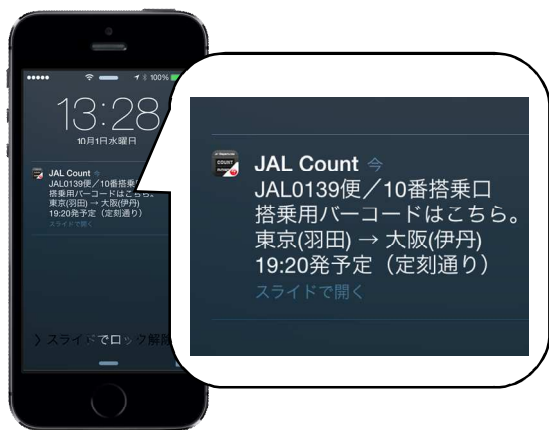 100%
13:28
10月1日水曜日
JAL Count
JAL0139便／10番搭乗
搭乗用バーコードはこちら。
東京(羽田) → 大阪(伊丹)
19:20発予定（定刻通り）
スライドで開く
スライドでロック解除
JAL Count 今
JAL0139便／10番搭乗口
搭乗用バーコードはこちら。
東京(羽田) → 大阪(伊丹)
19:20発予定（定刻通り）
スライドで開く